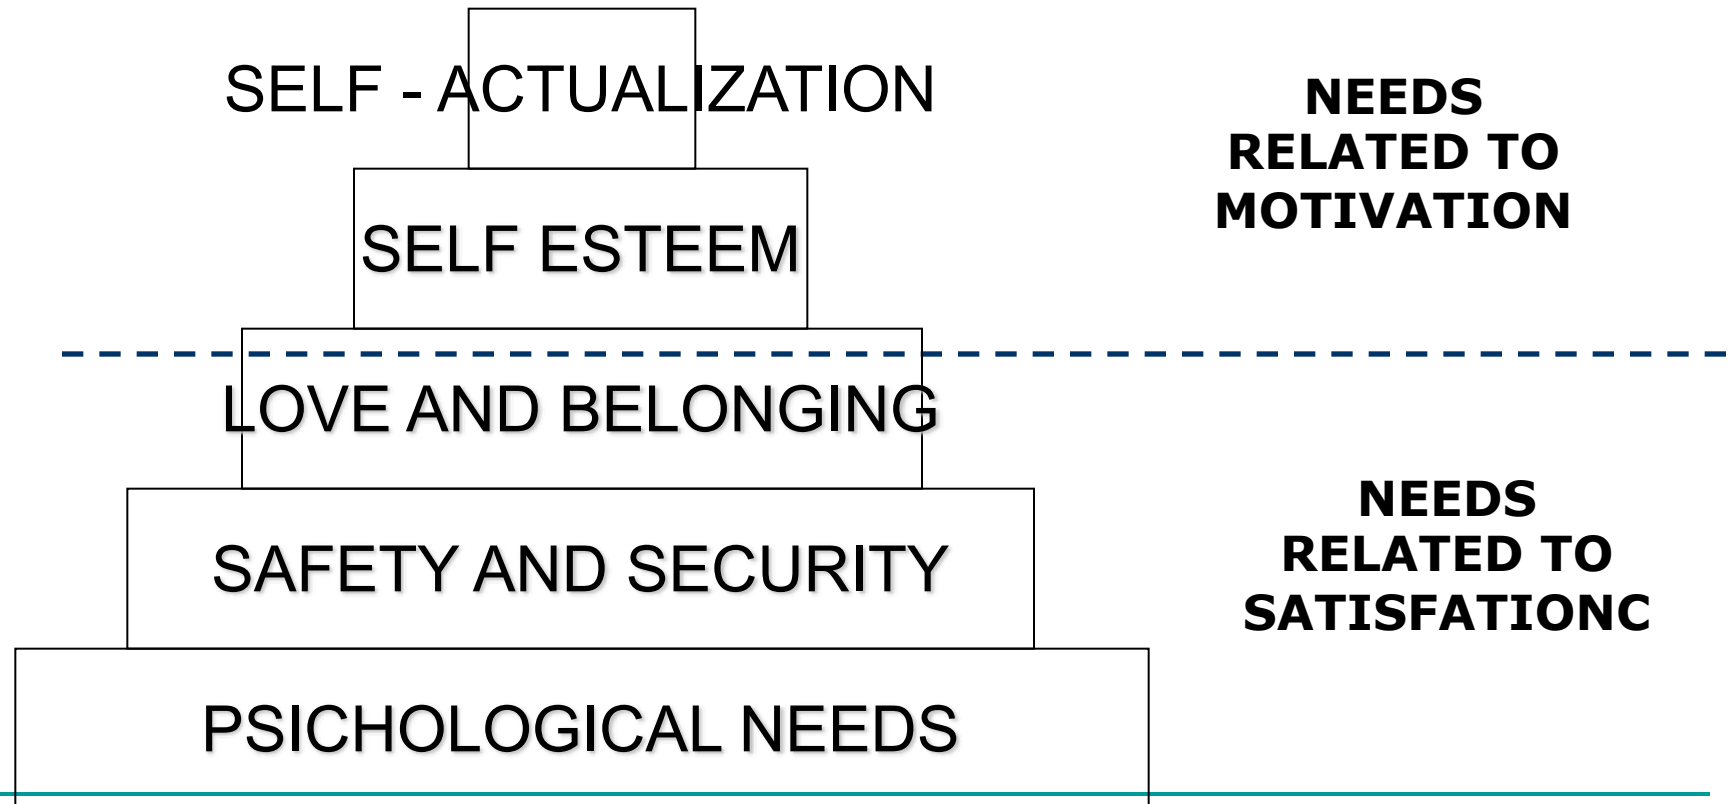 SELF - ACTUALIZATION
SELF ESTEEM
LOVE AND BELONGING
SAFETY AND SECURITY
PSICHOLOGICAL NEEDS
NEEDS
RELATED TO
MOTIVATION
NEEDS
RELATED TO
SATISFATIONC